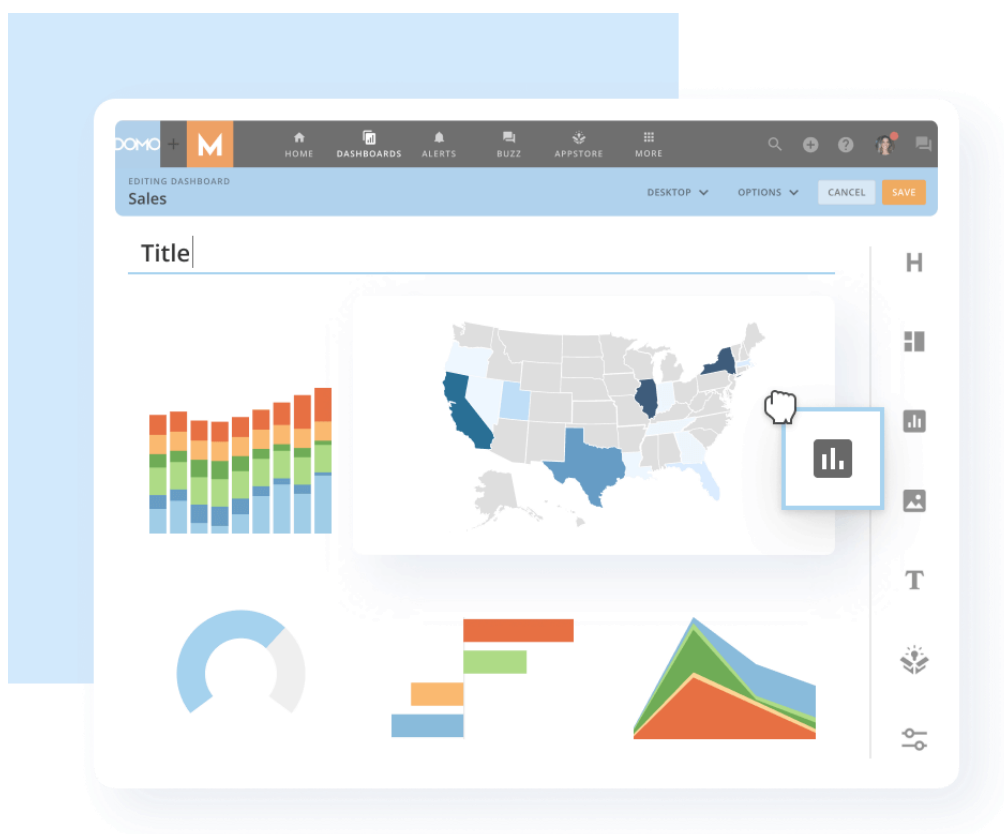 DOMO + M
HOME DASHBOARDS ALERTS BUZZ APPSTORE MORE
EDITING DASHBOARD
Sales
DESKTOP OPTIONS CANCEL SAVE
Title
H
T